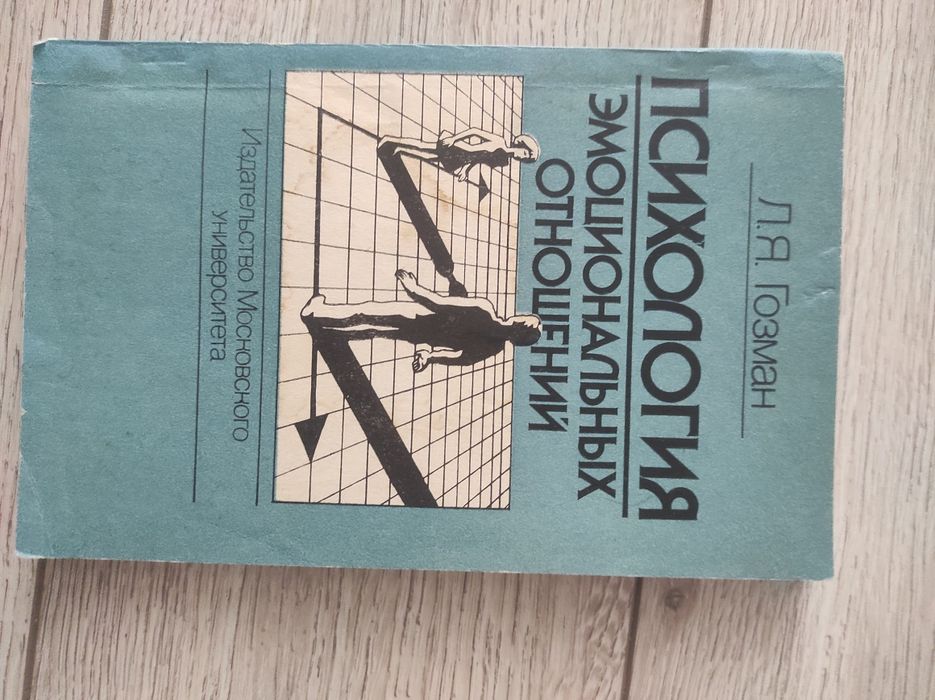 Л.Я. Гозман
ПСИХОЛОГИЯ
ЭМОЦИОНАЛЬНЫХ
ОТНОШЕНИЙ
Издательство Московского
университета